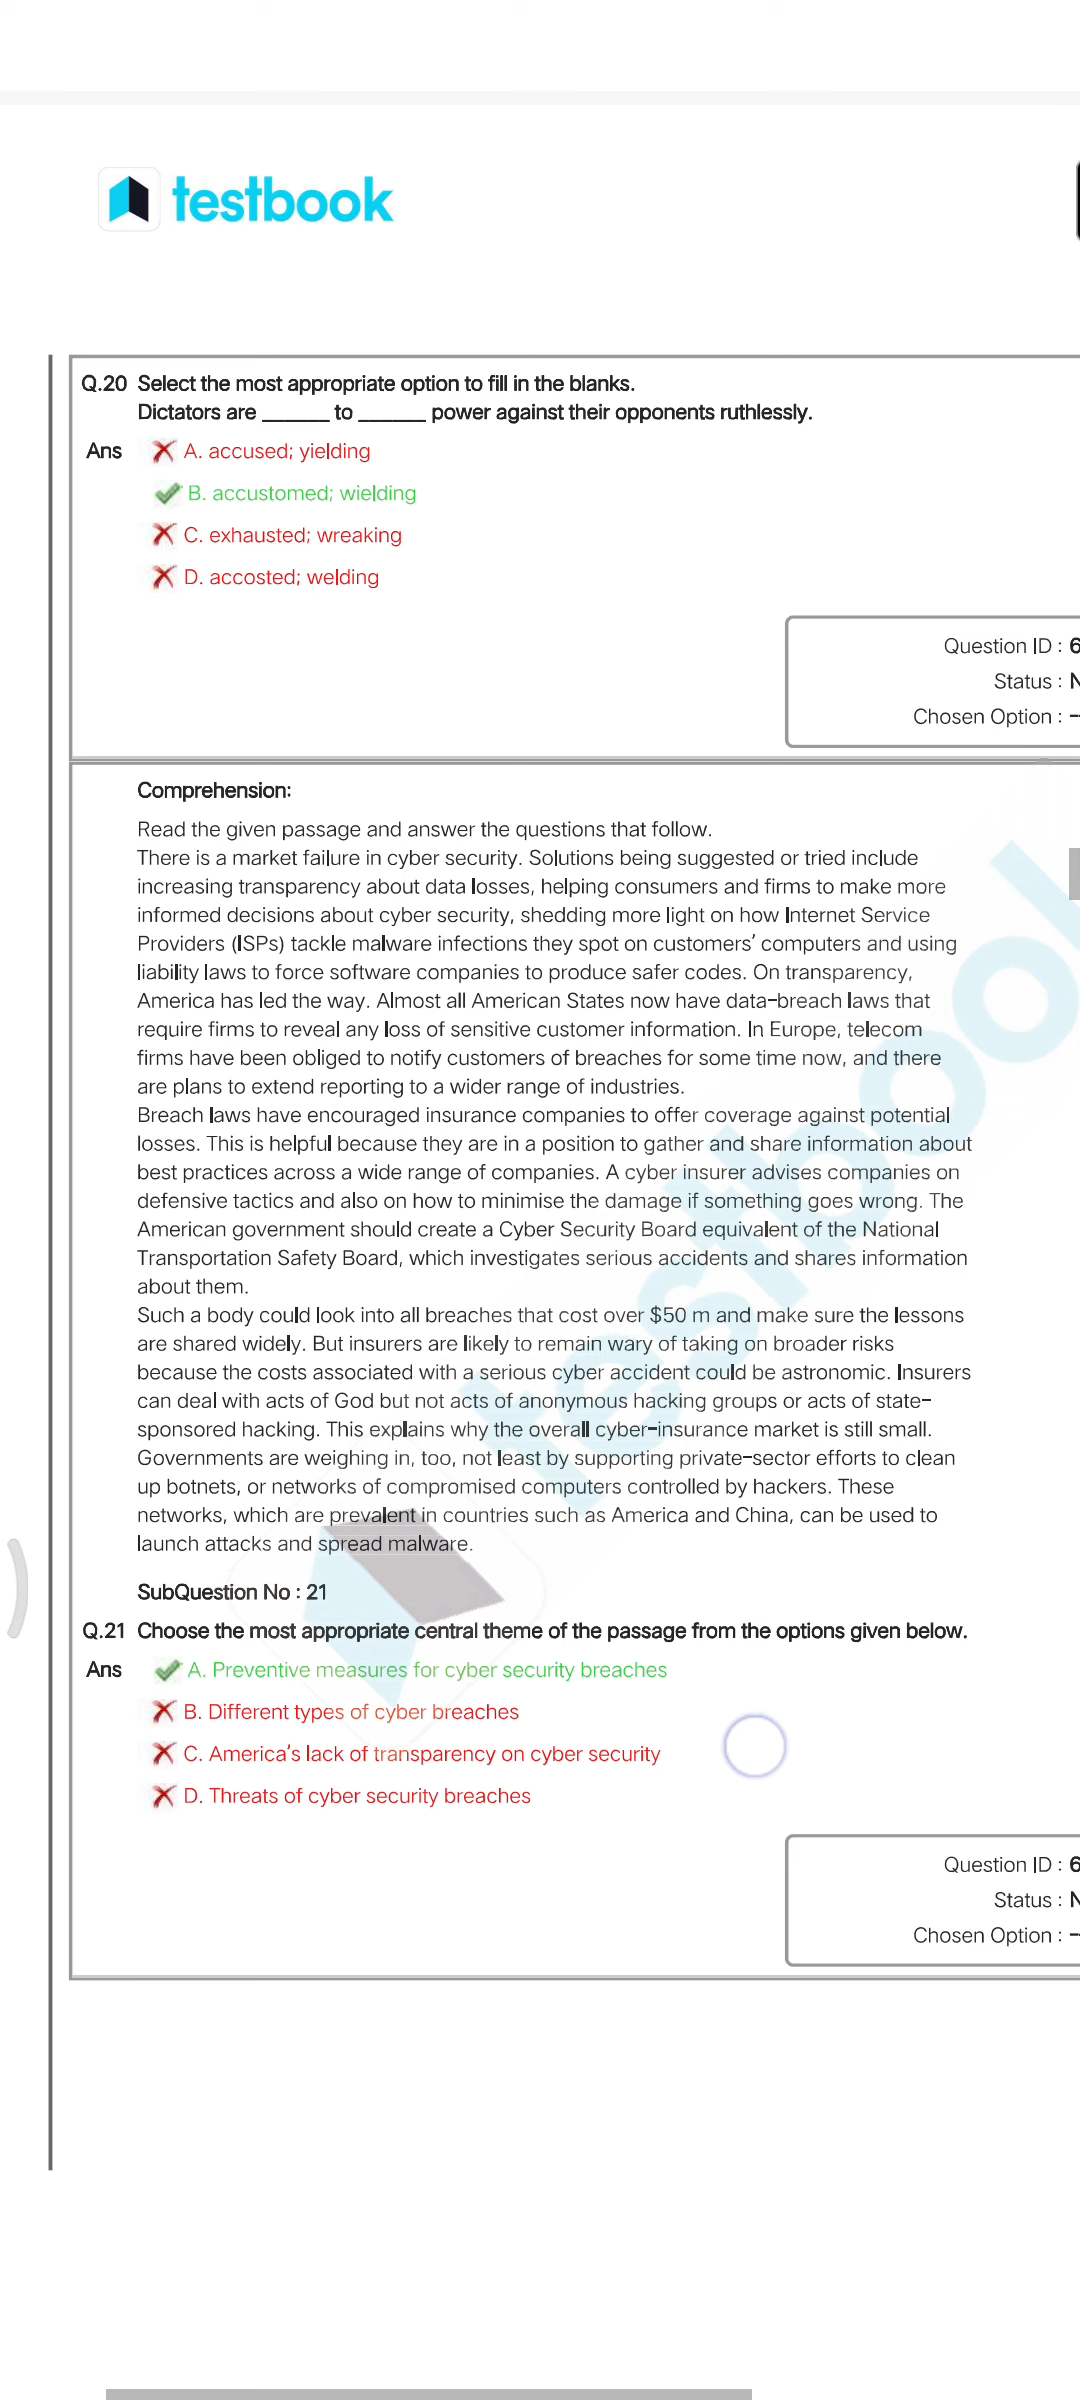 testbook
Q.20 Select the most appropriate option to fill in the blanks.
Dictators are ______ to ______ power against their opponents ruthlessly.
Ans A. accused; yielding
B. accustomed; wielding
C. exhausted; wreaking
D. accosted; welding
Question ID : 6
Status : N
Chosen Option : --
Comprehension:
Read the given passage and answer the questions that follow.
There is a market failure in cyber security. Solutions being suggested or tried include
increasing transparency about data losses, helping consumers and firms to make more
informed decisions about cyber security, shedding more light on how Internet Service
Providers (ISPs) tackle malware infections they spot on customers' computers and using
liability laws to force software companies to produce safer codes. On transparency,
America has led the way. Almost all American States now have data-breach laws that
require firms to reveal any loss of sensitive customer information. In Europe, telecom
firms have been obliged to notify customers of breaches for some time now, and there
are plans to extend reporting to a wider range of industries.
Breach laws have encouraged insurance companies to offer coverage against potential
losses. This is helpful because they are in a position to gather and share information about
best practices across a wide range of companies. A cyber insurer advises companies on
defensive tactics and also on how to minimise the damage if something goes wrong. The
American government should create a Cyber Security Board equivalent of the National
Transportation Safety Board, which investigates serious accidents and shares information
about them.
Such a body could look into all breaches that cost over $50 m and make sure the lessons
are shared widely. But insurers are likely to remain wary of taking on broader risks
because the costs associated with a serious cyber accident could be astronomic. Insurers
can deal with acts of God but not acts of anonymous hacking groups or acts of state-
sponsored hacking. This explains why the overall cyber-insurance market is still small.
Governments are weighing in, too, not least by supporting private-sector efforts to clean
up botnets, or networks of compromised computers controlled by hackers. These
networks, which are prevalent in countries such as America and China, can be used to
launch attacks and spread malware.
SubQuestion No : 21
Q.21 Choose the most appropriate central theme of the passage from the options given below.
Ans A. Preventive measures for cyber security breaches
B. Different types of cyber breaches
C. America's lack of transparency on cyber security
D. Threats of cyber security breaches
Question ID : 6
Status : N
Chosen Option : --
testbook